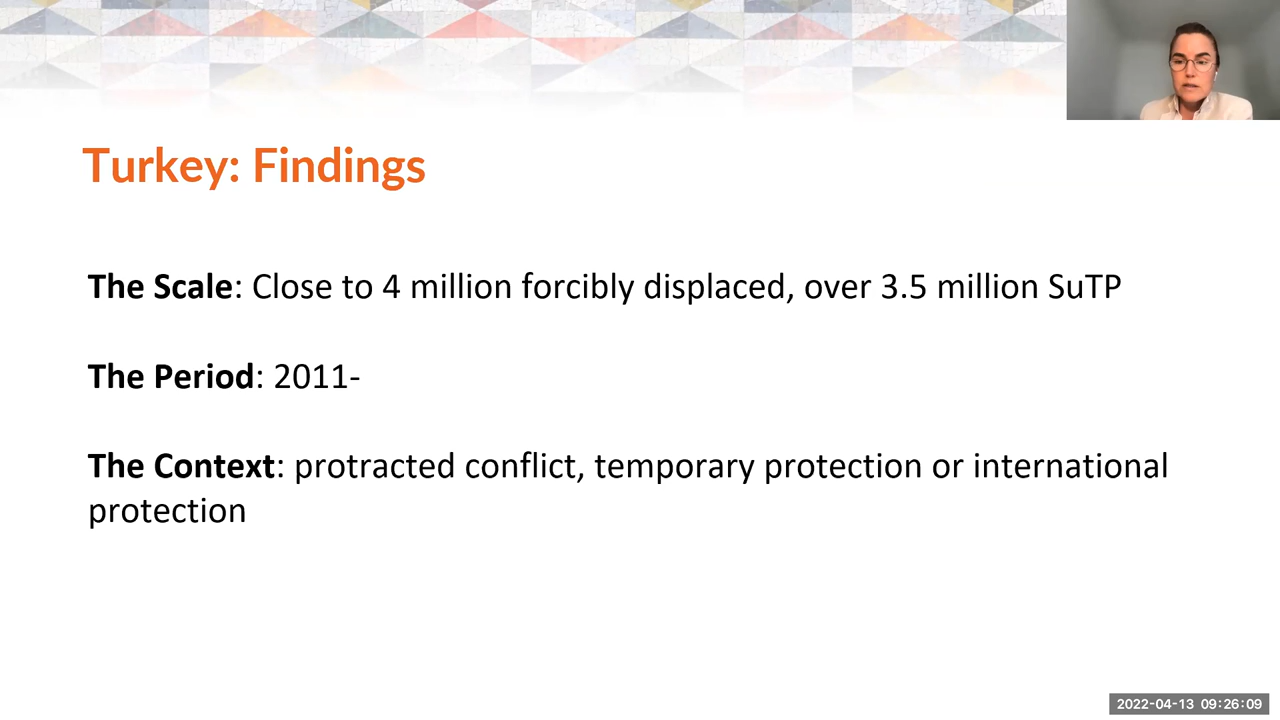 Turkey: Findings
The Scale: Close to 4 million forcibly displaced, over 3.5 million SuTP
The Period: 2011-
The Context: protracted conflict, temporary protection or international
protection
2022-04-13 09:26:09